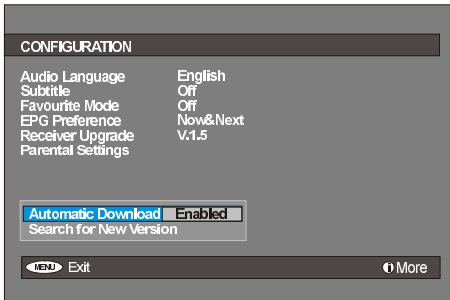 CONFIGURATION
Audio Language English
Subtitle Off
Favourite Mode Off
EPG Preference Now&Next
Receiver Upgrade V.1.5
Parental Settings
Automatic Download Enabled
Search for New Version
MENU Exit i More